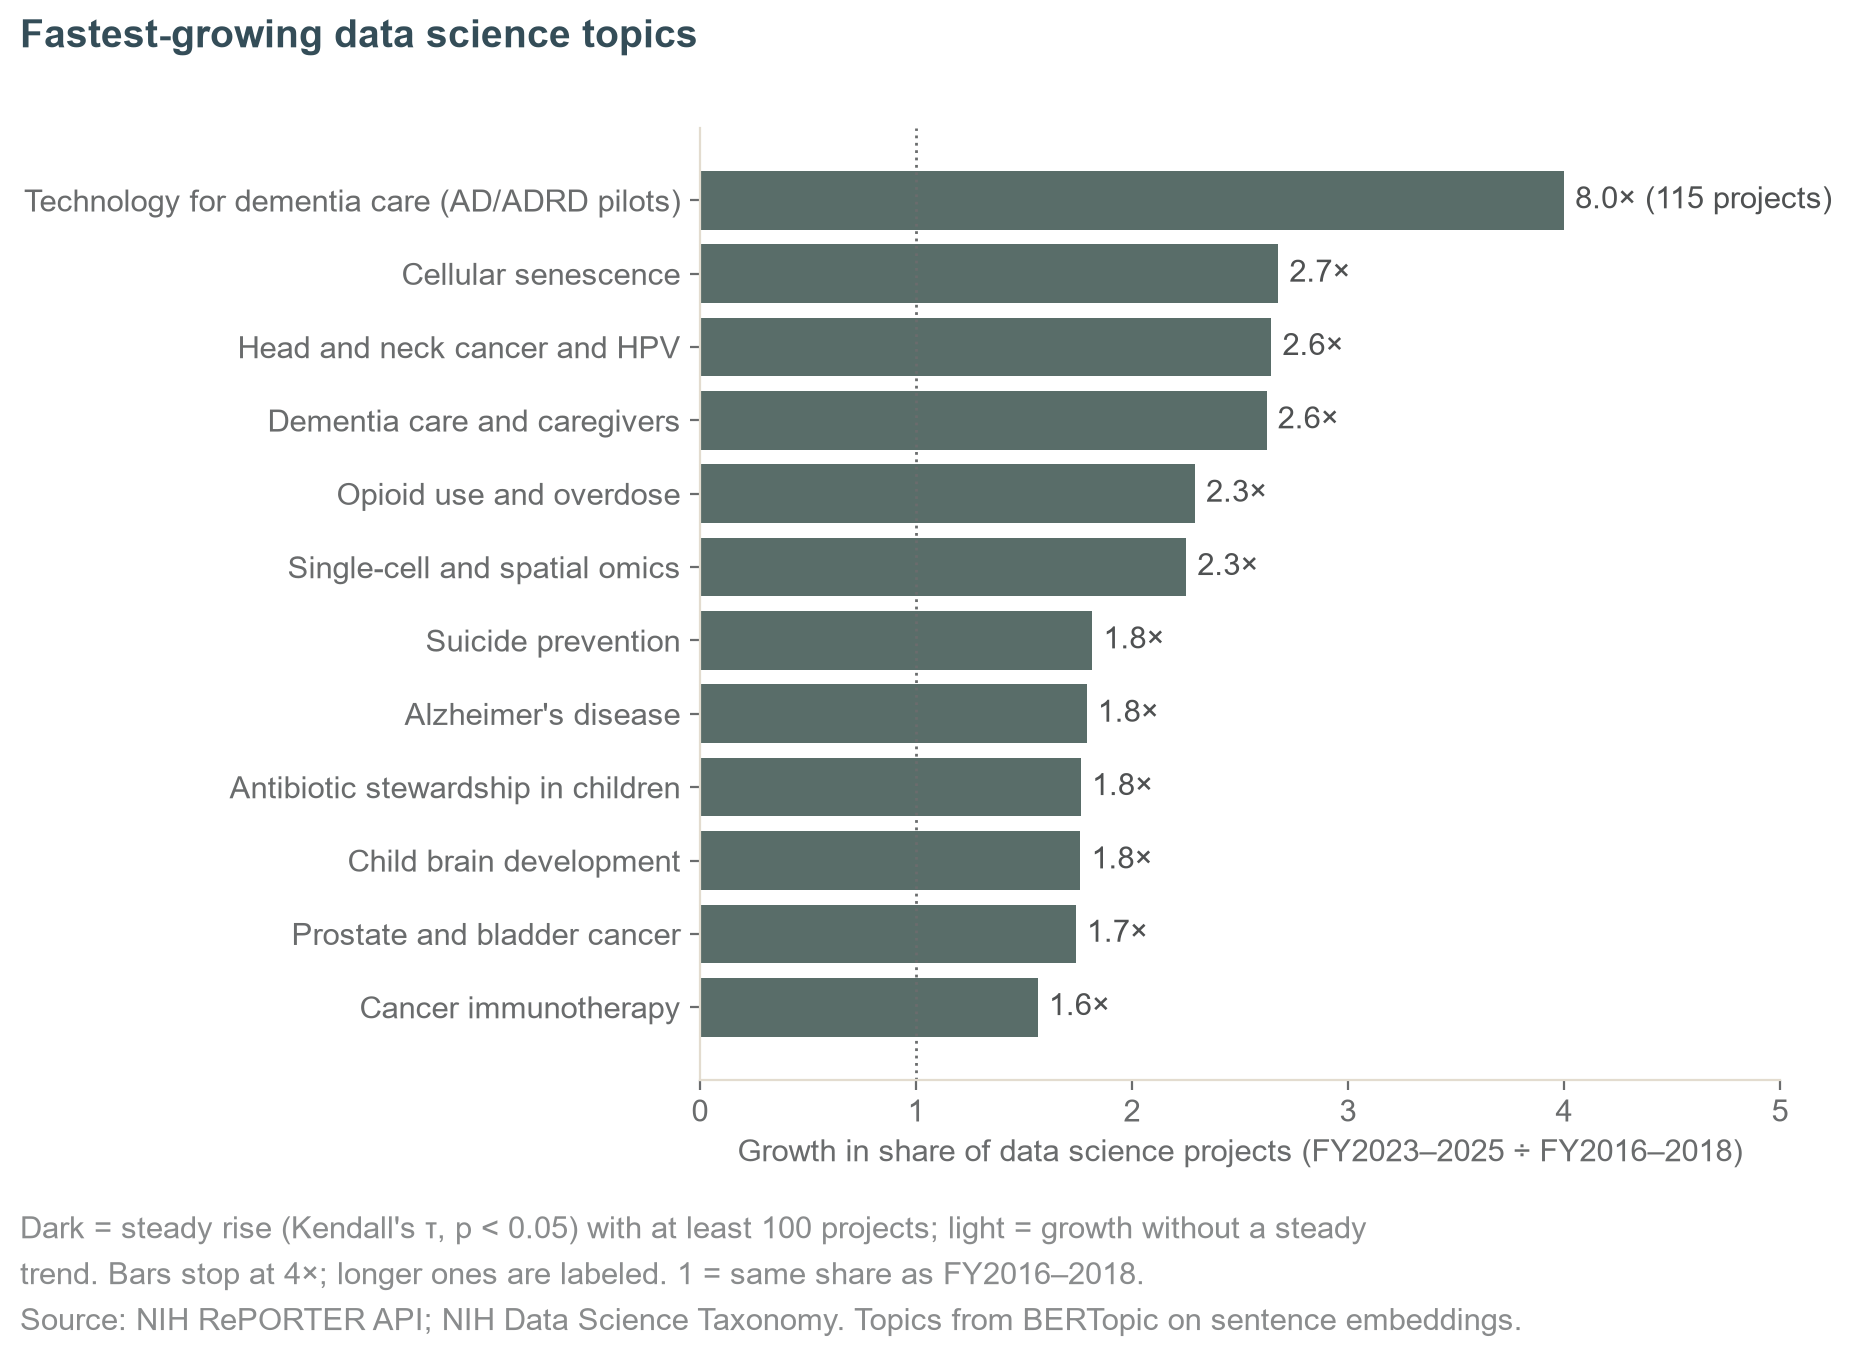 Fastest-growing data science topics
Technology for dementia care (AD/ADRD pilots)
8.0× (115 projects)
Cellular senescence
2.7×
Head and neck cancer and HPV
2.6×
Dementia care and caregivers
2.6×
Opioid use and overdose
2.3×
Single-cell and spatial omics
2.3×
Suicide prevention
1.8×
Alzheimer's disease
1.8×
Antibiotic stewardship in children
1.8×
Child brain development
1.8×
Prostate and bladder cancer
1.7×
Cancer immunotherapy
1.6×
0 1 2 3 4 5
Growth in share of data science projects (FY2023–2025 ÷ FY2016–2018)
Dark = steady rise (Kendall's τ, p < 0.05) with at least 100 projects; light = growth without a steady
trend. Bars stop at 4×; longer ones are labeled. 1 = same share as FY2016–2018.
Source: NIH RePORTER API; NIH Data Science Taxonomy. Topics from BERTopic on sentence embeddings.